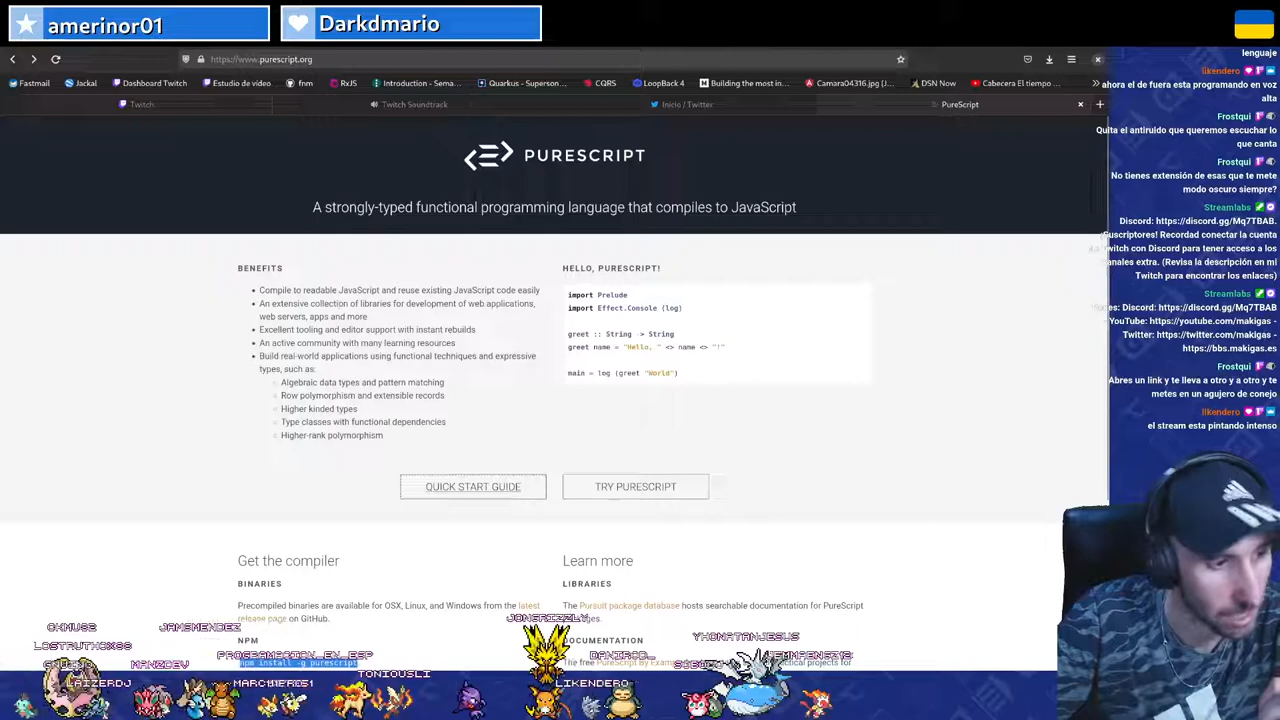 amerinor01
Darkdmario
https://www.purescript.org
Fastmail
Jackal
Dashboard Twitch
Estudio de vídeo
fnm
RxJS
Introduction - Sema...
Quarkus - Superson...
CQRS
LoopBack 4
Building the most in...
Camara04316.jpg (J...
DSN Now
Cabecera El tiempo ...
Twitch
Twitch Soundtrack
Inicio / Twitter
PureScript
PURESCRIPT
A strongly-typed functional programming language that compiles to JavaScript
BENEFITS
Compile to readable JavaScript and reuse existing JavaScript code easily
An extensive collection of libraries for development of web applications,
web servers, apps and more
Excellent tooling and editor support with instant rebuilds
An active community with many learning resources
Build real-world applications using functional techniques and expressive
types, such as:
Algebraic data types and pattern matching
Row polymorphism and extensible records
Higher kinded types
Type classes with functional dependencies
Higher-rank polymorphism
HELLO, PURESCRIPT!
import Prelude
import Effect.Console (log)
greet :: String -> String
greet name = "Hello, " <> name <> "!"
main = log (greet "World")
QUICK START GUIDE
TRY PURESCRIPT
Get the compiler
BINARIES
Precompiled binaries are available for OSX, Linux, and Windows from the latest
release page on GitHub.
NPM
npm install -g purescript
Learn more
LIBRARIES
The Pursuit package database hosts searchable documentation for PureScript
DOCUMENTATION
The free PureScript By
for
lenguaje
likendero
ahora el de fuera esta programando en voz
alta
Frostqui
Quita el antiruido que queremos escuchar lo
que canta
Frostqui
No tienes extensión de esas que te mete
modo oscuro siempre?
Streamlabs
Discord: https://discord.gg/Mq7TBAB.
¡Suscriptores! Recordad conectar la cuenta
de Twitch con Discord para tener acceso a los
canales extra. (Revisa la descripción en mi
Twitch para encontrar los enlaces)
Streamlabs
Discord: https://discord.gg/Mq7TBAB -
YouTube: https://youtube.com/makigas -
Twitter: https://twitter.com/makigas -
https://bbs.makigas.es
Frostqui
Abres un link y te lleva a otro y a otro y te
metes en un agujero de conejo
likendero
el stream esta pintando intenso
JAMSMENDEZ
PROGRAMACION_EN_ESP
MANZDEV
TONIOUSLI
JONGRIZZLY
DANIROD_
LIKENDERO
YHONATANJESUS